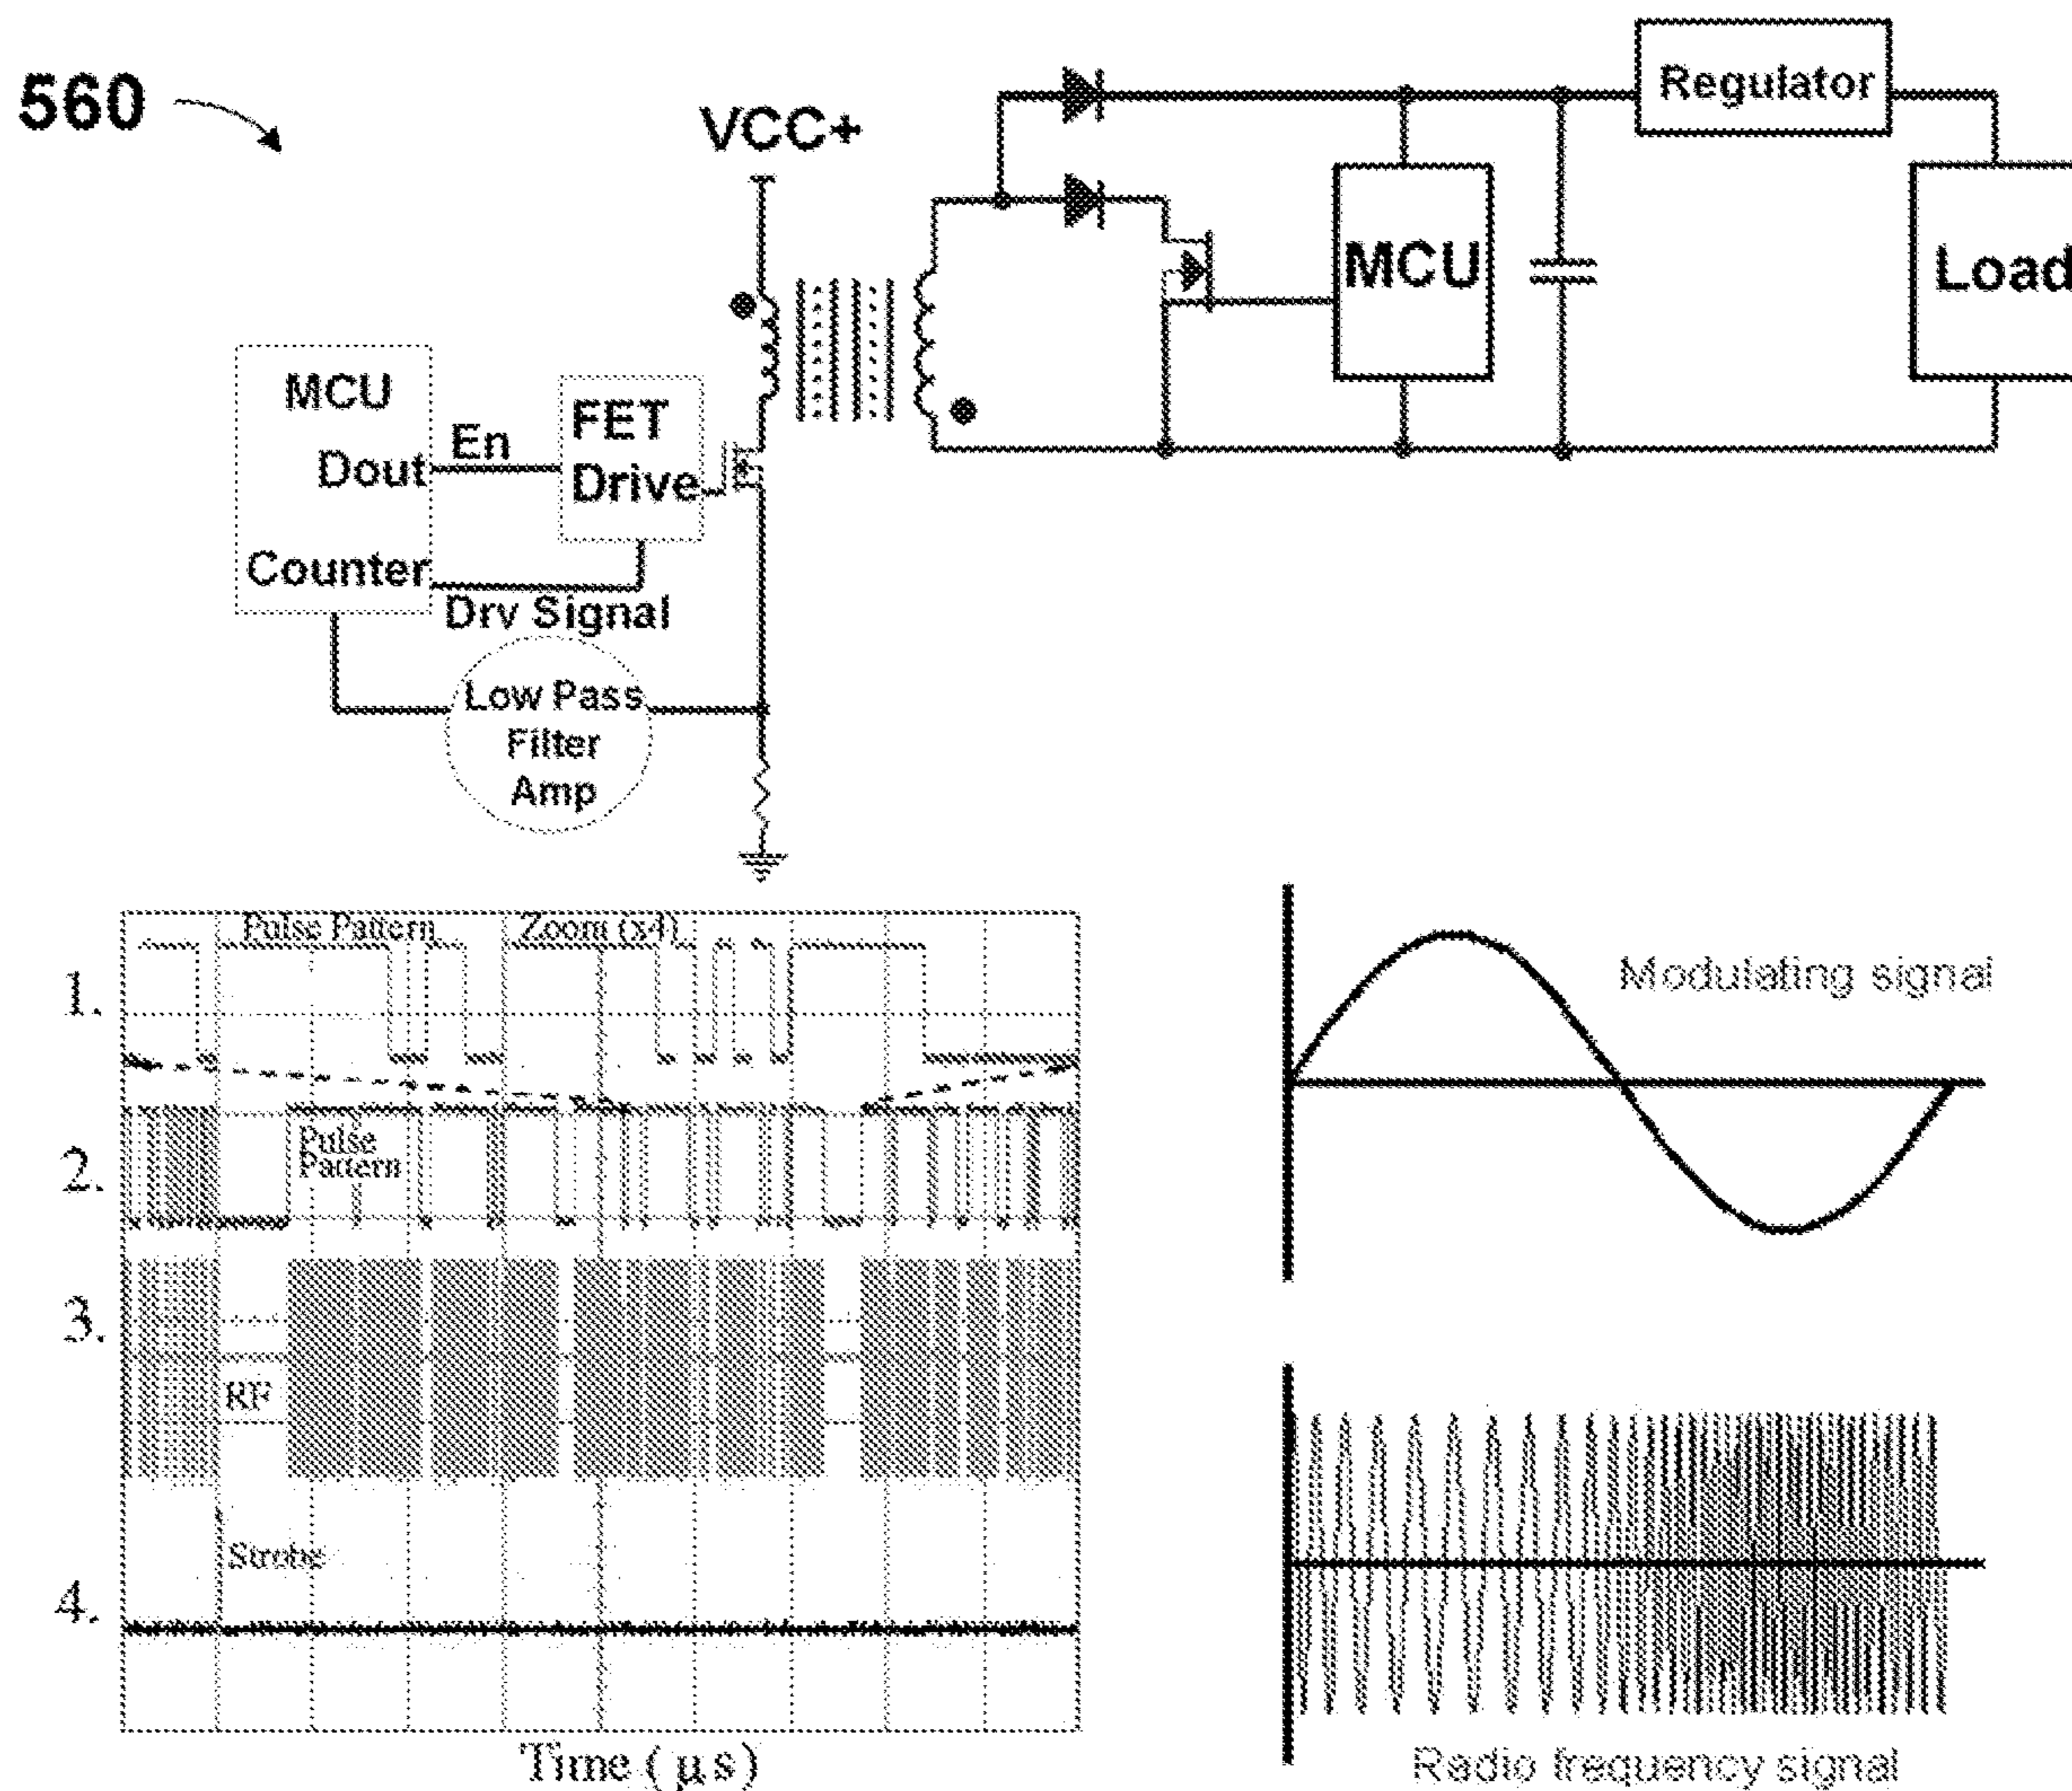 560
VCC+
Regulator
MCU
Load
MCU
Dout
Counter
En
FET
Drive
Drv Signal
Low Pass
Filter
Amp
Pulse Pattern
Zoom (x4)
1.
2.
Pulse
Pattern
3.
RF
Strobe
4.
Time ( μs)
Modulating signal
Radio frequency signal